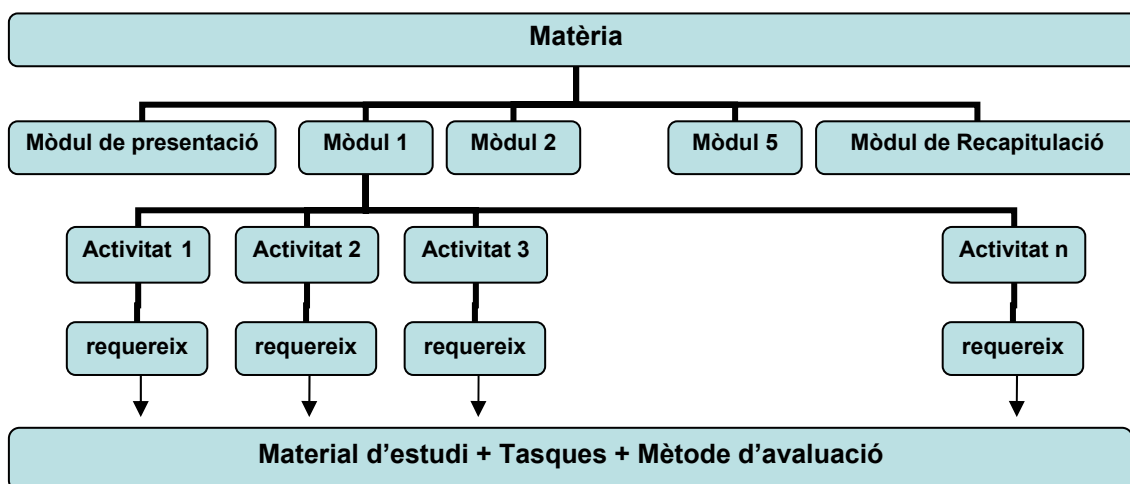 Matèria
Mòdul de presentació
Mòdul 1
Mòdul 2
Mòdul 5
Mòdul de Recapitulació
Activitat 1
Activitat 2
Activitat 3
Activitat n
requereix
requereix
requereix
requereix
Material d’estudi + Tasques + Mètode d’avaluació